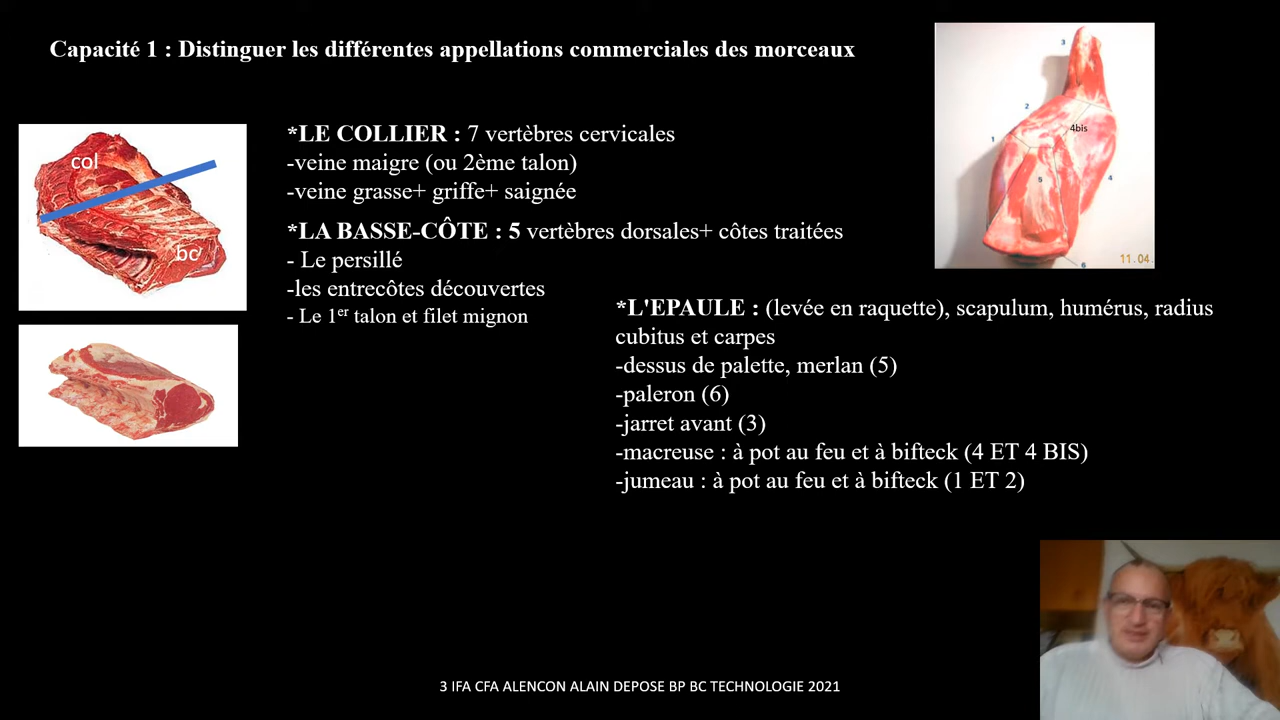 Capacité 1 : Distinguer les différentes appellations commerciales des morceaux
col
bc
*LE COLLIER : 7 vertèbres cervicales
-veine maigre (ou 2ème talon)
-veine grasse+ griffe+ saignée
*LA BASSE-CÔTE : 5 vertèbres dorsales+ côtes traitées
- Le persillé
-les entrecôtes découvertes
- Le 1er talon et filet mignon
3
2
4bis
1
5
4
11.04.
6
*L'EPAULE : (levée en raquette), scapulum, humérus, radius
cubitus et carpes
-dessus de palette, merlan (5)
-paleron (6)
-jarret avant (3)
-macreuse : à pot au feu et à bifteck (4 ET 4 BIS)
-jumeau : à pot au feu et à bifteck (1 ET 2)
3 IFA CFA ALENCON ALAIN DEPOSE BP BC TECHNOLOGIE 2021